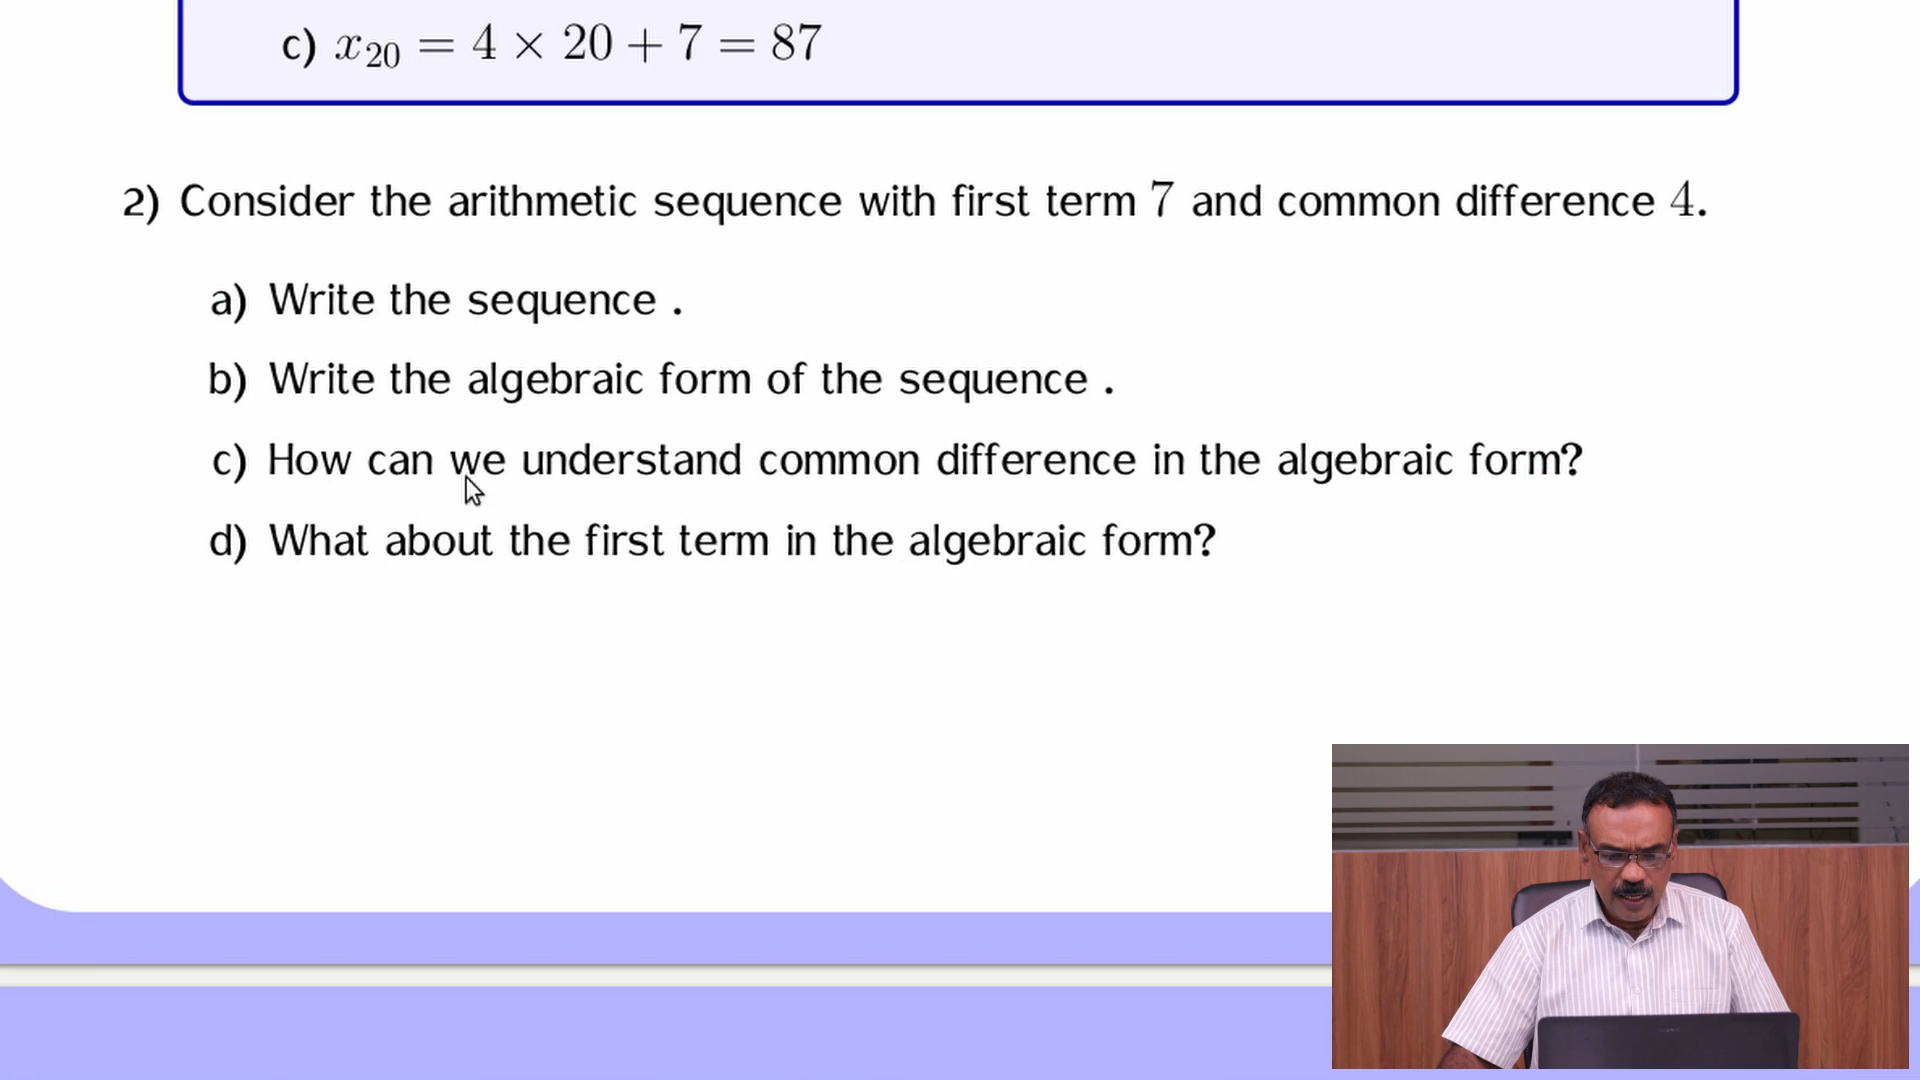 c) x₂₀ = 4 × 20 + 7 = 87
2) Consider the arithmetic sequence with first term 7 and common difference 4.
a) Write the sequence .
b) Write the algebraic form of the sequence .
c) How can we understand common difference in the algebraic form?
d) What about the first term in the algebraic form?